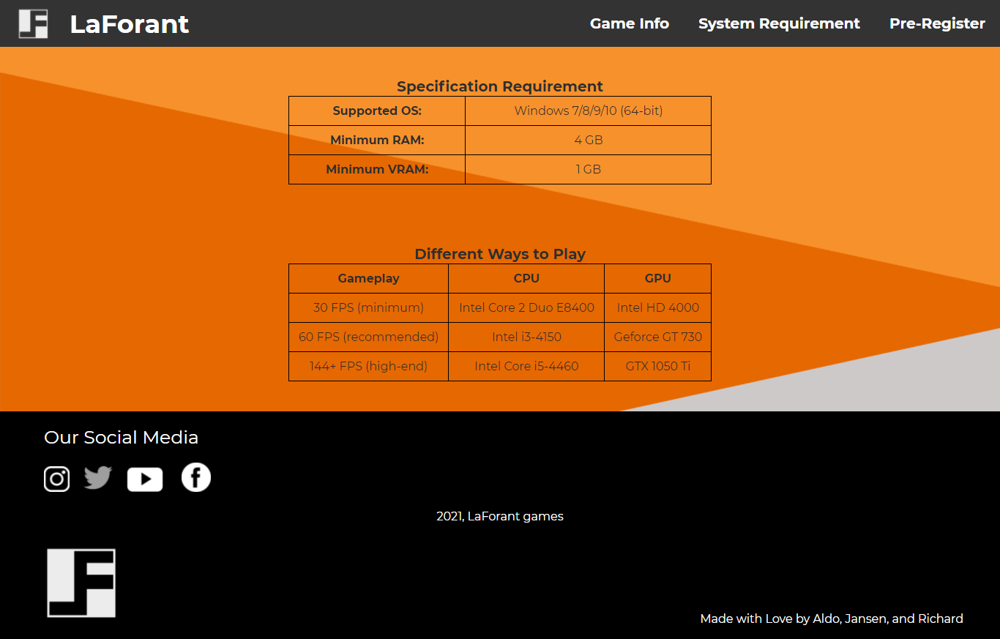 LaForant
Game Info System Requirement Pre-Register
Specification Requirement
Supported OS: Windows 7/8/9/10 (64-bit)
Minimum RAM: 4 GB
Minimum VRAM: 1 GB
Different Ways to Play
Gameplay CPU GPU
30 FPS (minimum) Intel Core 2 Duo E8400 Intel HD 4000
60 FPS (recommended) Intel i3-4150 Geforce GT 730
144+ FPS (high-end) Intel Core i5-4460 GTX 1050 Ti
Our Social Media
2021, LaForant games
Made with Love by Aldo, Jansen, and Richard